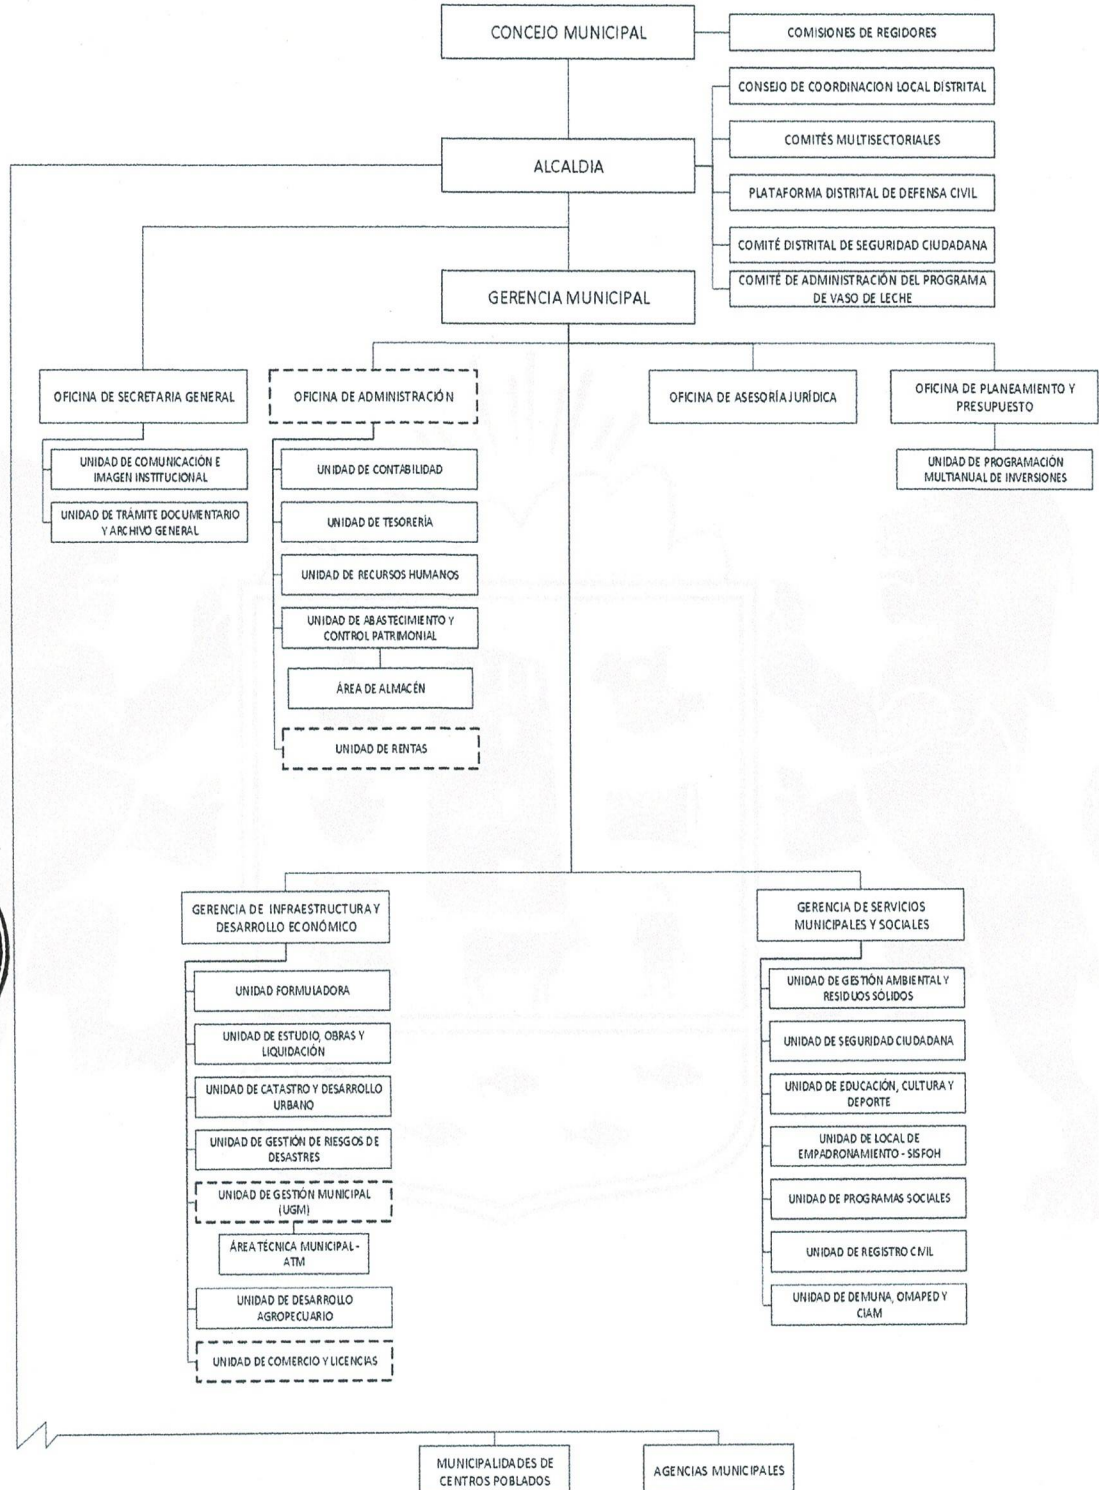 CONCEJO MUNICIPAL
COMISIONES DE REGIDORES
CONSEJO DE COORDINACION LOCAL DISTRITAL
COMITÉS MULTISECTORIALES
ALCALDIA
PLATAFORMA DISTRITAL DE DEFENSA CIVIL
COMITÉ DISTRITAL DE SEGURIDAD CIUDADANA
COMITÉ DE ADMINISTRACIÓN DEL PROGRAMA
DE VASO DE LECHE
GERENCIA MUNICIPAL
OFICINA DE SECRETARIA GENERAL
UNIDAD DE COMUNICACIÓN E
IMAGEN INSTITUCIONAL
UNIDAD DE TRÁMITE DOCUMENTARIO
Y ARCHIVO GENERAL
OFICINA DE ADMINISTRACIÓN
UNIDAD DE CONTABILIDAD
UNIDAD DE TESORERÍA
UNIDAD DE RECURSOS HUMANOS
UNIDAD DE ABASTECIMIENTO Y
CONTROL PATRIMONIAL
ÁREA DE ALMACÉN
UNIDAD DE RENTAS
OFICINA DE ASESORÍA JURÍDICA
OFICINA DE PLANEAMIENTO Y
PRESUPUESTO
UNIDAD DE PROGRAMACIÓN
MULTIANUAL DE INVERSIONES
GERENCIA DE INFRAESTRUCTURA Y
DESARROLLO ECONÓMICO
UNIDAD FORMULADORA
UNIDAD DE ESTUDIO, OBRAS Y
LIQUIDACIÓN
UNIDAD DE CATASTRO Y DESARROLLO
URBANO
UNIDAD DE GESTIÓN DE RIESGOS DE
DESASTRES
UNIDAD DE GESTIÓN MUNICIPAL
(UGM)
ÁREA TÉCNICA MUNICIPAL -
ATM
UNIDAD DE DESARROLLO
AGROPECUARIO
UNIDAD DE COMERCIO Y LICENCIAS
GERENCIA DE SERVICIOS
MUNICIPALES Y SOCIALES
UNIDAD DE GESTIÓN AMBIENTAL Y
RESIDUOS SÓLIDOS
UNIDAD DE SEGURIDAD CIUDADANA
UNIDAD DE EDUCACIÓN, CULTURA Y
DEPORTE
UNIDAD DE LOCAL DE
EMPADRONAMIENTO - SISFOH
UNIDAD DE PROGRAMAS SOCIALES
UNIDAD DE REGISTRO CIVIL
UNIDAD DE DEMUNA, OMAPED Y
CIAM
MUNICIPALIDADES DE
CENTROS POBLADOS
AGENCIAS MUNICIPALES